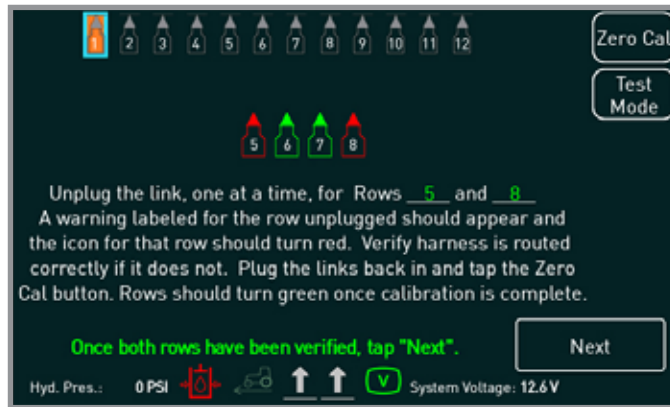 1 2 3 4 5 6 7 8 9 10 11 12
Zero Cal
Test
Mode
5 6 7 8
Unplug the link, one at a time, for Rows 5 and 8
A warning labeled for the row unplugged should appear and
the icon for that row should turn red. Verify harness is routed
correctly if it does not. Plug the links back in and tap the Zero
Cal button. Rows should turn green once calibration is complete.
Once both rows have been verified, tap "Next".
Next
Hyd. Pres.: 0 PSI V System Voltage: 12.6 V